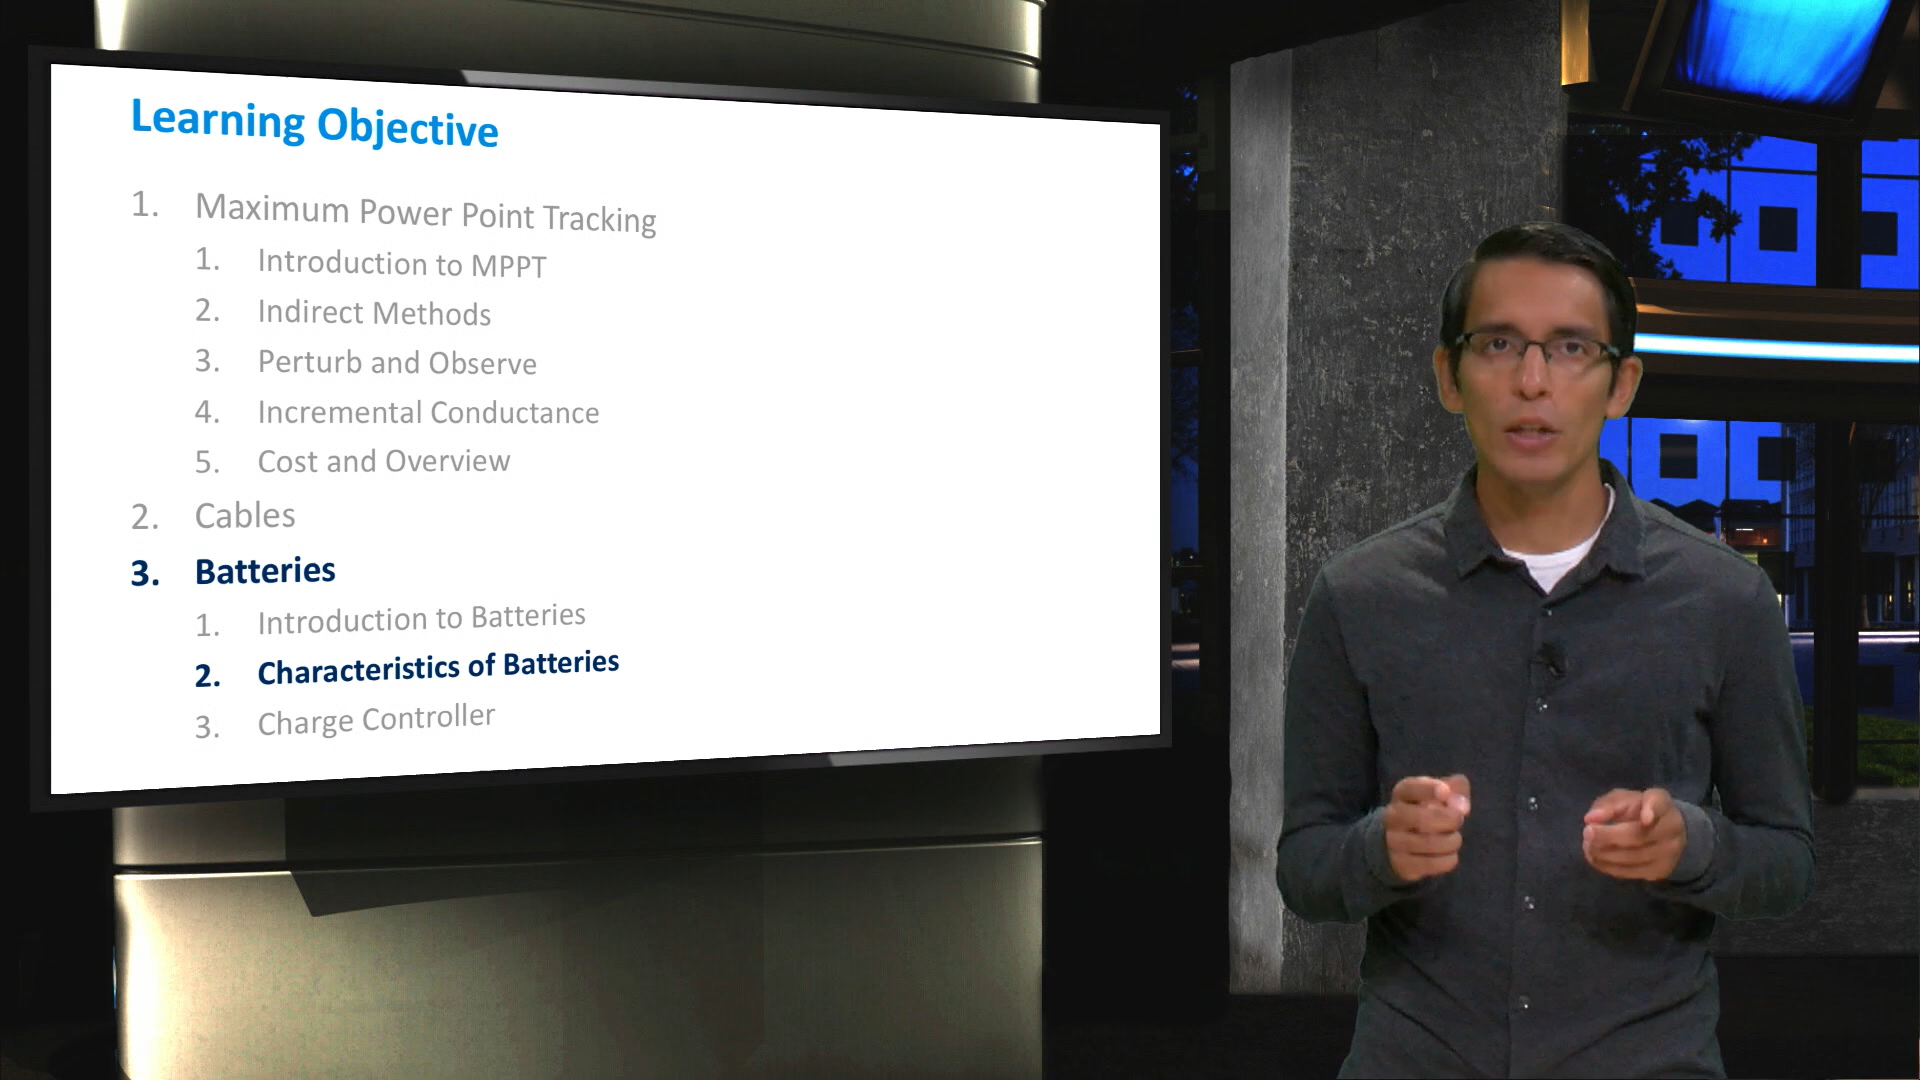 Learning Objective
1. Maximum Power Point Tracking
1. Introduction to MPPT
2. Indirect Methods
3. Perturb and Observe
4. Incremental Conductance
5. Cost and Overview
2. Cables
3. Batteries
1. Introduction to Batteries
2. Characteristics of Batteries
3. Charge Controller